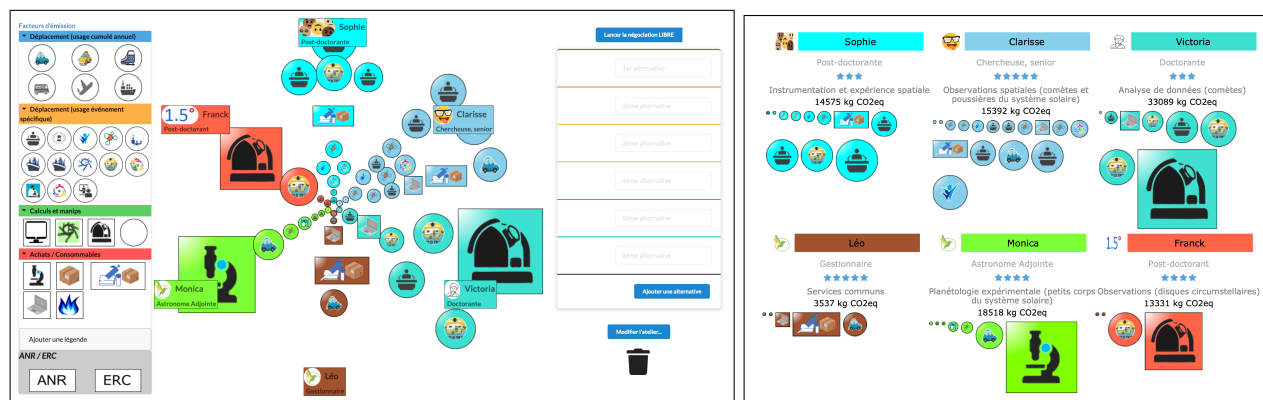 Facteurs d'émission
Déplacement (usage cumulé annuel)
Déplacement (usage événement
spécifique)
Calculs et manips
Achats / Consommables
Ajouter une légende
ANR / ERC
ANR
ERC
Sophie
Post-doctorante
1.5°
Franck
Post-doctorant
Clarisse
Chercheuse, senior
Monica
Astronome Adjointe
Victoria
Doctorante
Léo
Gestionnaire
Lancer la négociation LIBRE
1er alternative
2ème alternative
3ème alternative
4ème alternative
5ème alternative
6ème alternative
Ajouter une alternative
Modifier l'atelier...
Sophie
Post-doctorante
Instrumentation et expérience spatiale
14575 kg CO2eq
Clarisse
Chercheuse, senior
Observations spatiales (comètes et
poussières du système solaire)
15392 kg CO2eq
Victoria
Doctorante
Analyse de données (comètes)
33089 kg CO2eq
Léo
Gestionnaire
Services communs
3537 kg CO2eq
Monica
Astronome Adjointe
Planétologie expérimentale (petits corps
du système solaire)
18518 kg CO2eq
1.5°
Franck
Post-doctorant
Observations (disques circumstellaires)
13331 kg CO2eq